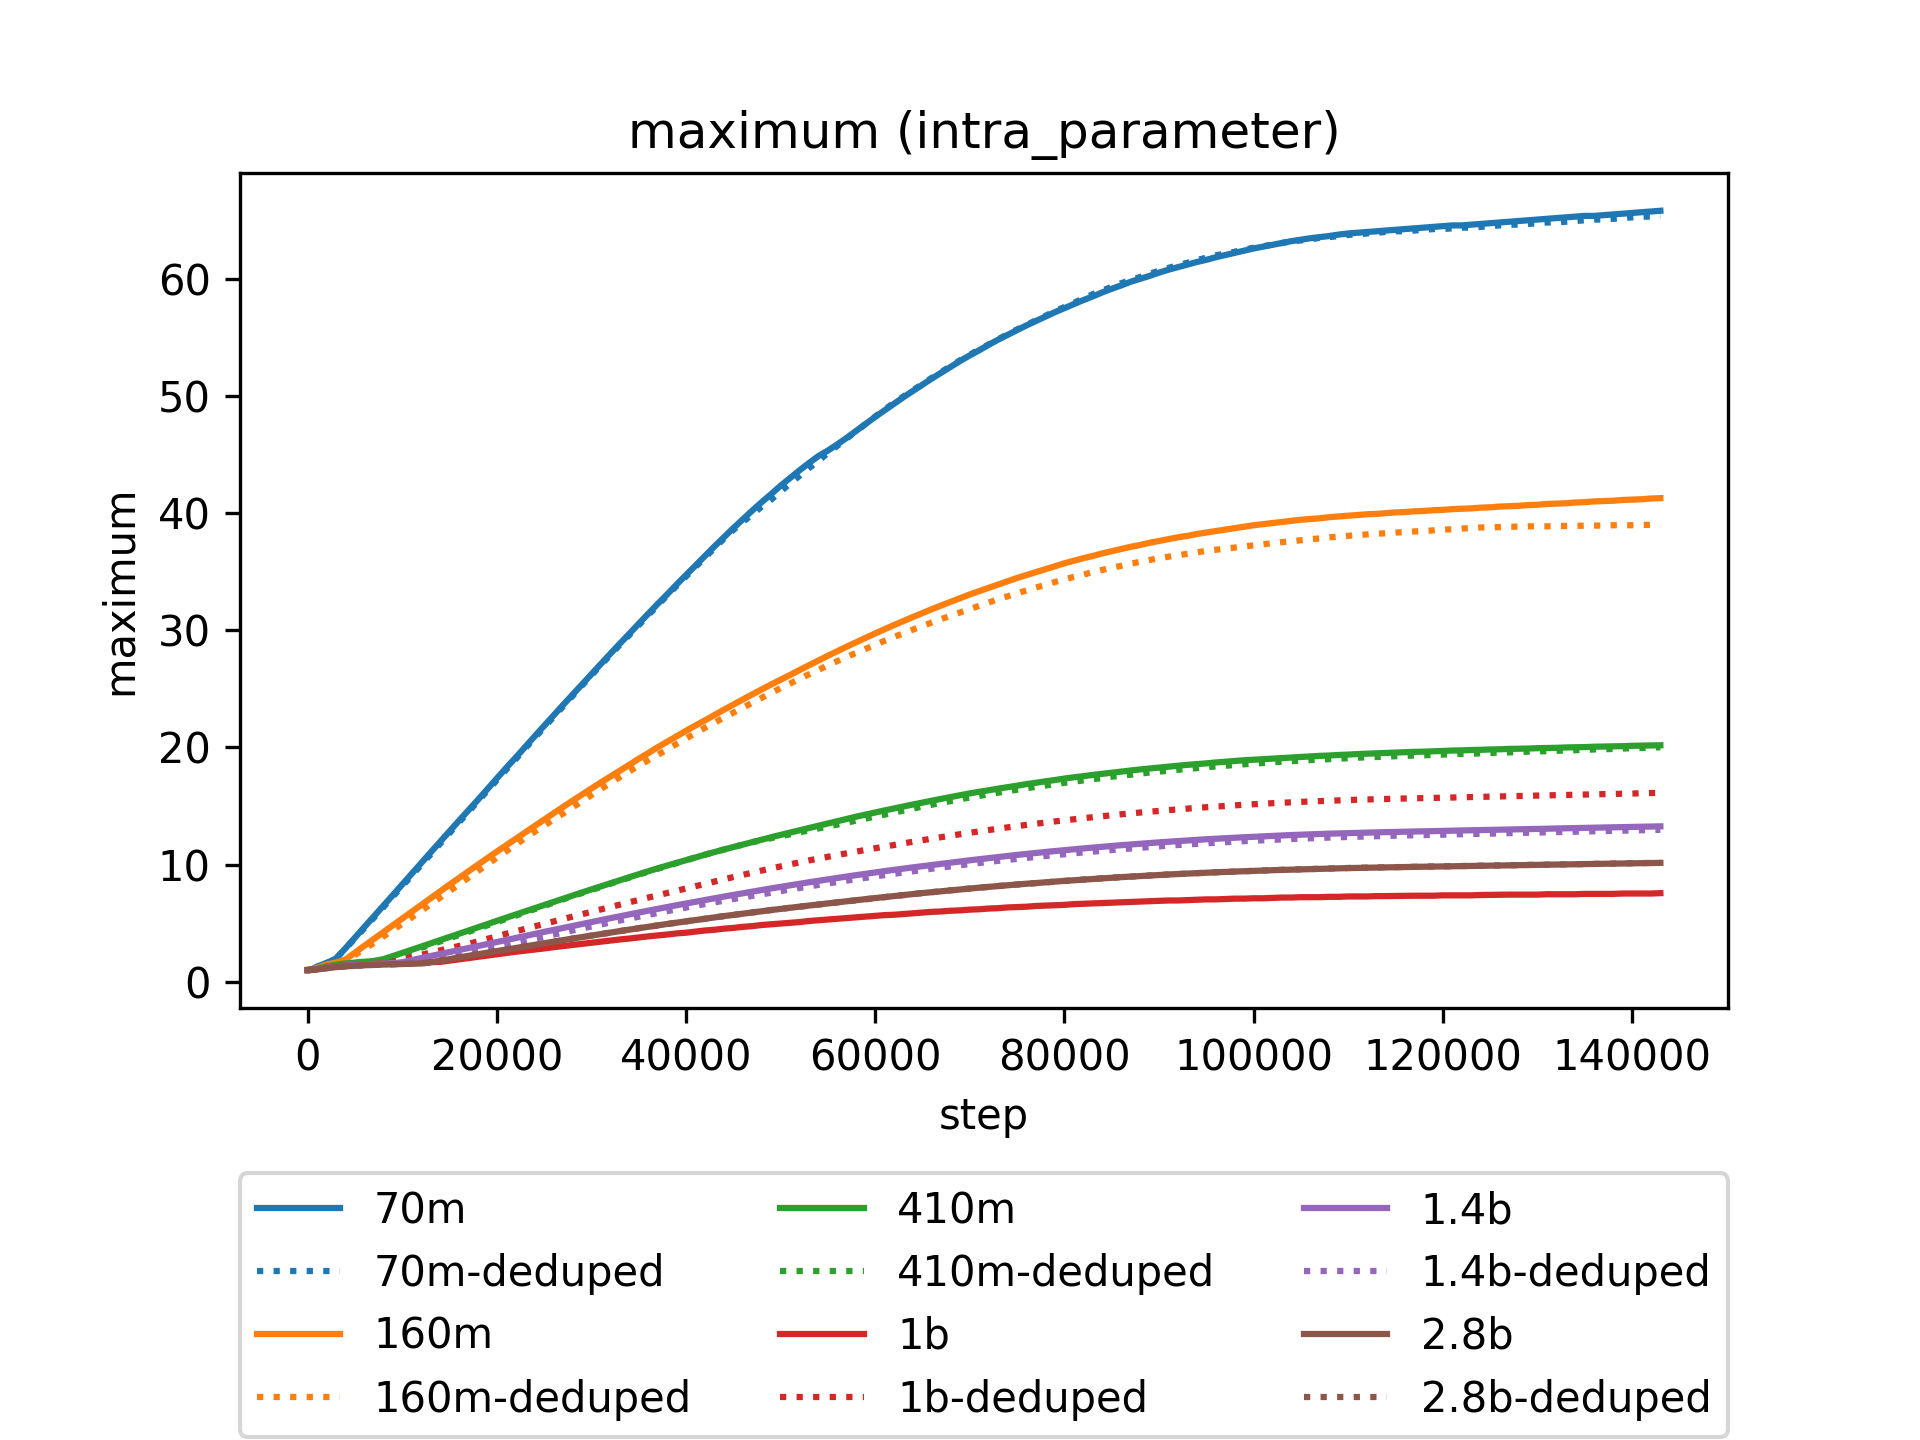 maximum (intra_parameter)
maximum
60
50
40
30
20
10
0
0 20000 40000 60000 80000 100000 120000 140000
step
70m
70m-deduped
160m
160m-deduped
410m
410m-deduped
1b
1b-deduped
1.4b
1.4b-deduped
2.8b
2.8b-deduped